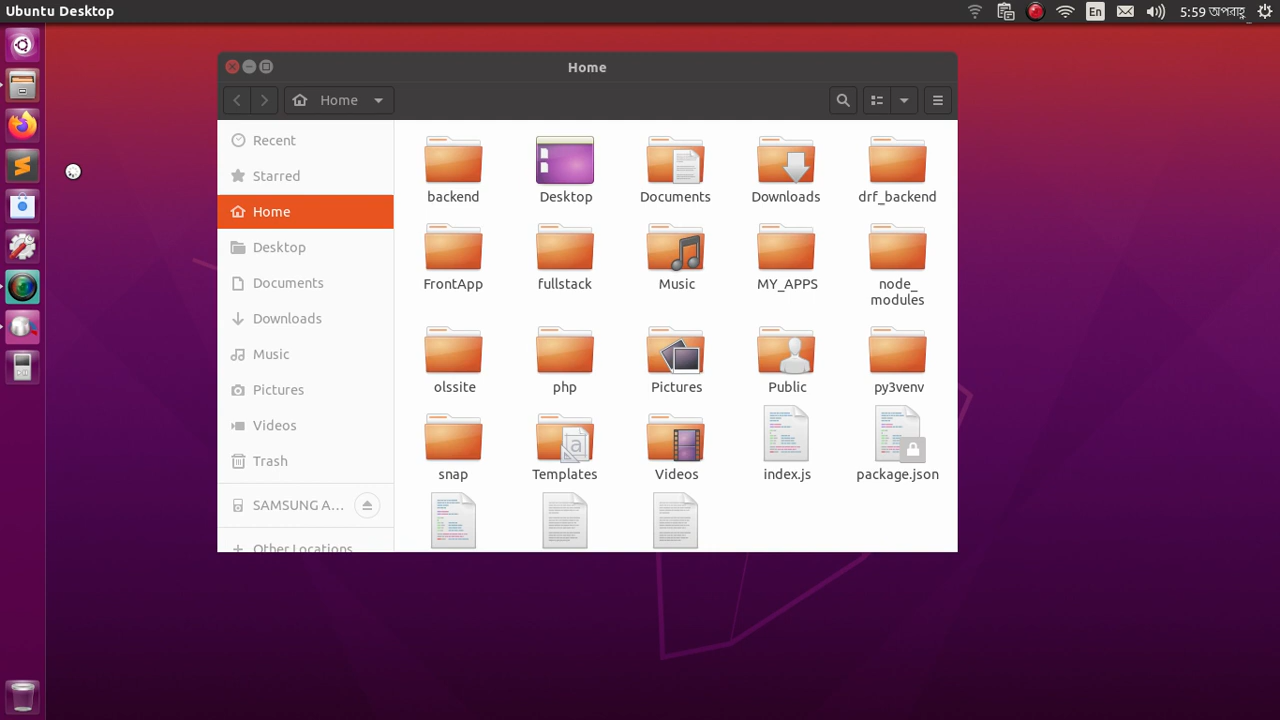 Ubuntu Desktop
En
5:59 অপরাহ্ণ
Home
Home
Recent
Starred
Home
Desktop
Documents
Downloads
Music
Pictures
Videos
Trash
SAMSUNG A...
Other Locations
backend
Desktop
Documents
Downloads
drf_backend
FrontApp
fullstack
Music
MY_APPS
node_
modules
olssite
php
Pictures
Public
py3venv
snap
Templates
Videos
index.js
package.json